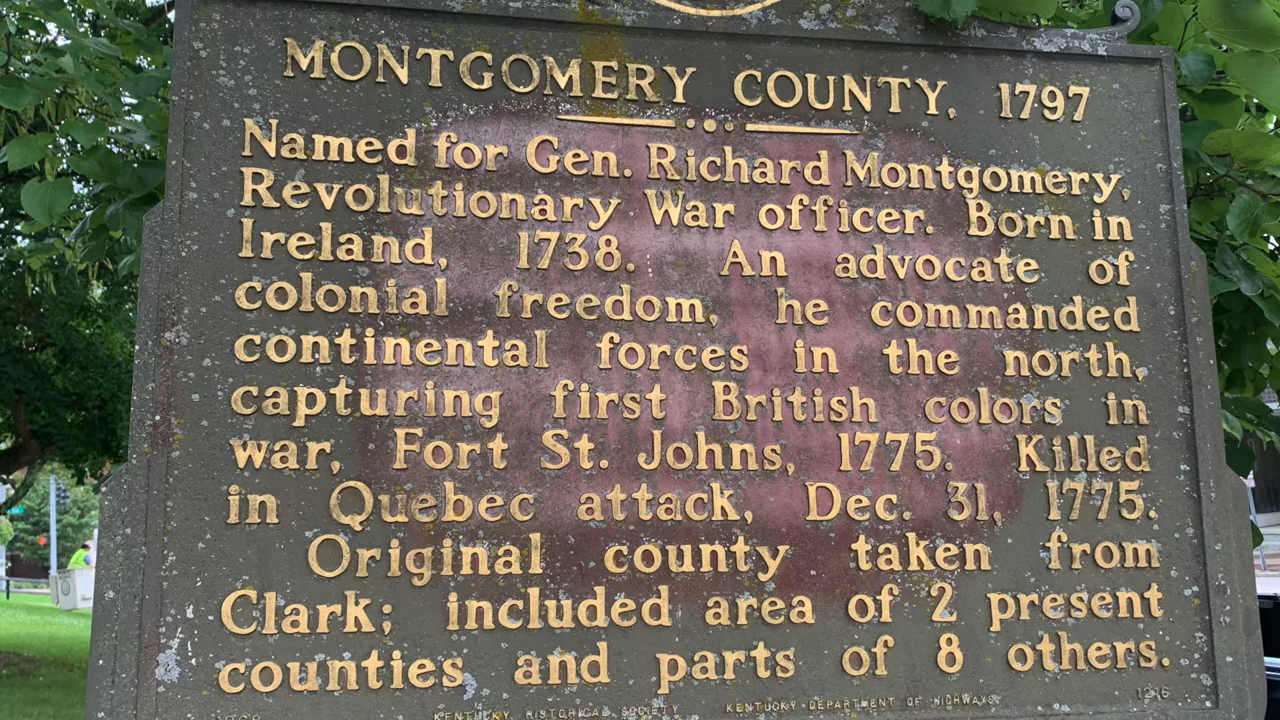 MONTGOMERY COUNTY, 1797
Named for Gen. Richard Montgomery,
Revolutionary War officer. Born in
Ireland, 1738. An advocate of
colonial freedom, he commanded
continental forces in the north,
capturing first British colors in
war, Fort St. Johns, 1775. Killed
in Quebec attack, Dec. 31, 1775.
Original county taken from
Clark; included area of 2 present
counties and parts of 8 others.
1216
KENTUCKY HISTORICAL SOCIETY KENTUCKY DEPARTMENT OF HIGHWAYS